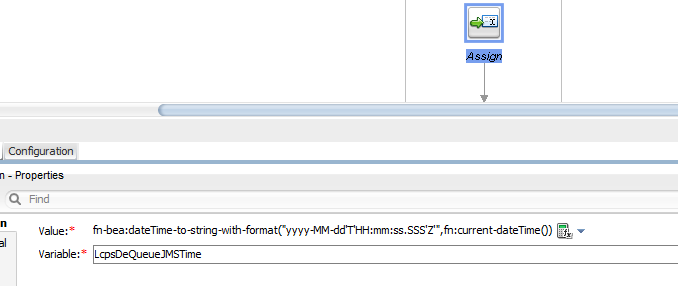 Assign
Configuration
n - Properties
Find
n
al
Value:* fn-bea:dateTime-to-string-with-format("yyyy-MM-dd'T'HH:mm:ss.SSS'Z'",fn:current-dateTime())
Variable:* LcpsDeQueueJMSTime